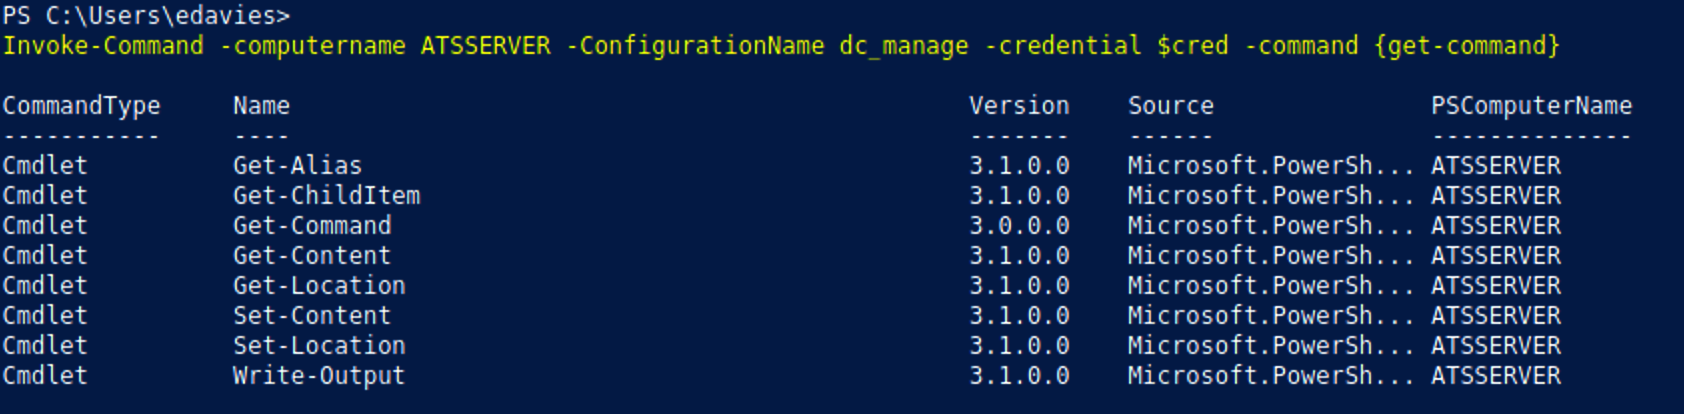 PS C:\Users\edavies>
Invoke-Command -computername ATSSERVER -ConfigurationName dc_manage -credential $cred -command {get-command}
CommandType     Name                                               Version    Source               PSComputerName
-----------     ----                                               -------    ------               --------------
Cmdlet          Get-Alias                                          3.1.0.0    Microsoft.PowerSh... ATSSERVER
Cmdlet          Get-ChildItem                                      3.1.0.0    Microsoft.PowerSh... ATSSERVER
Cmdlet          Get-Command                                        3.0.0.0    Microsoft.PowerSh... ATSSERVER
Cmdlet          Get-Content                                        3.1.0.0    Microsoft.PowerSh... ATSSERVER
Cmdlet          Get-Location                                       3.1.0.0    Microsoft.PowerSh... ATSSERVER
Cmdlet          Set-Content                                        3.1.0.0    Microsoft.PowerSh... ATSSERVER
Cmdlet          Set-Location                                       3.1.0.0    Microsoft.PowerSh... ATSSERVER
Cmdlet          Write-Output                                       3.1.0.0    Microsoft.PowerSh... ATSSERVER